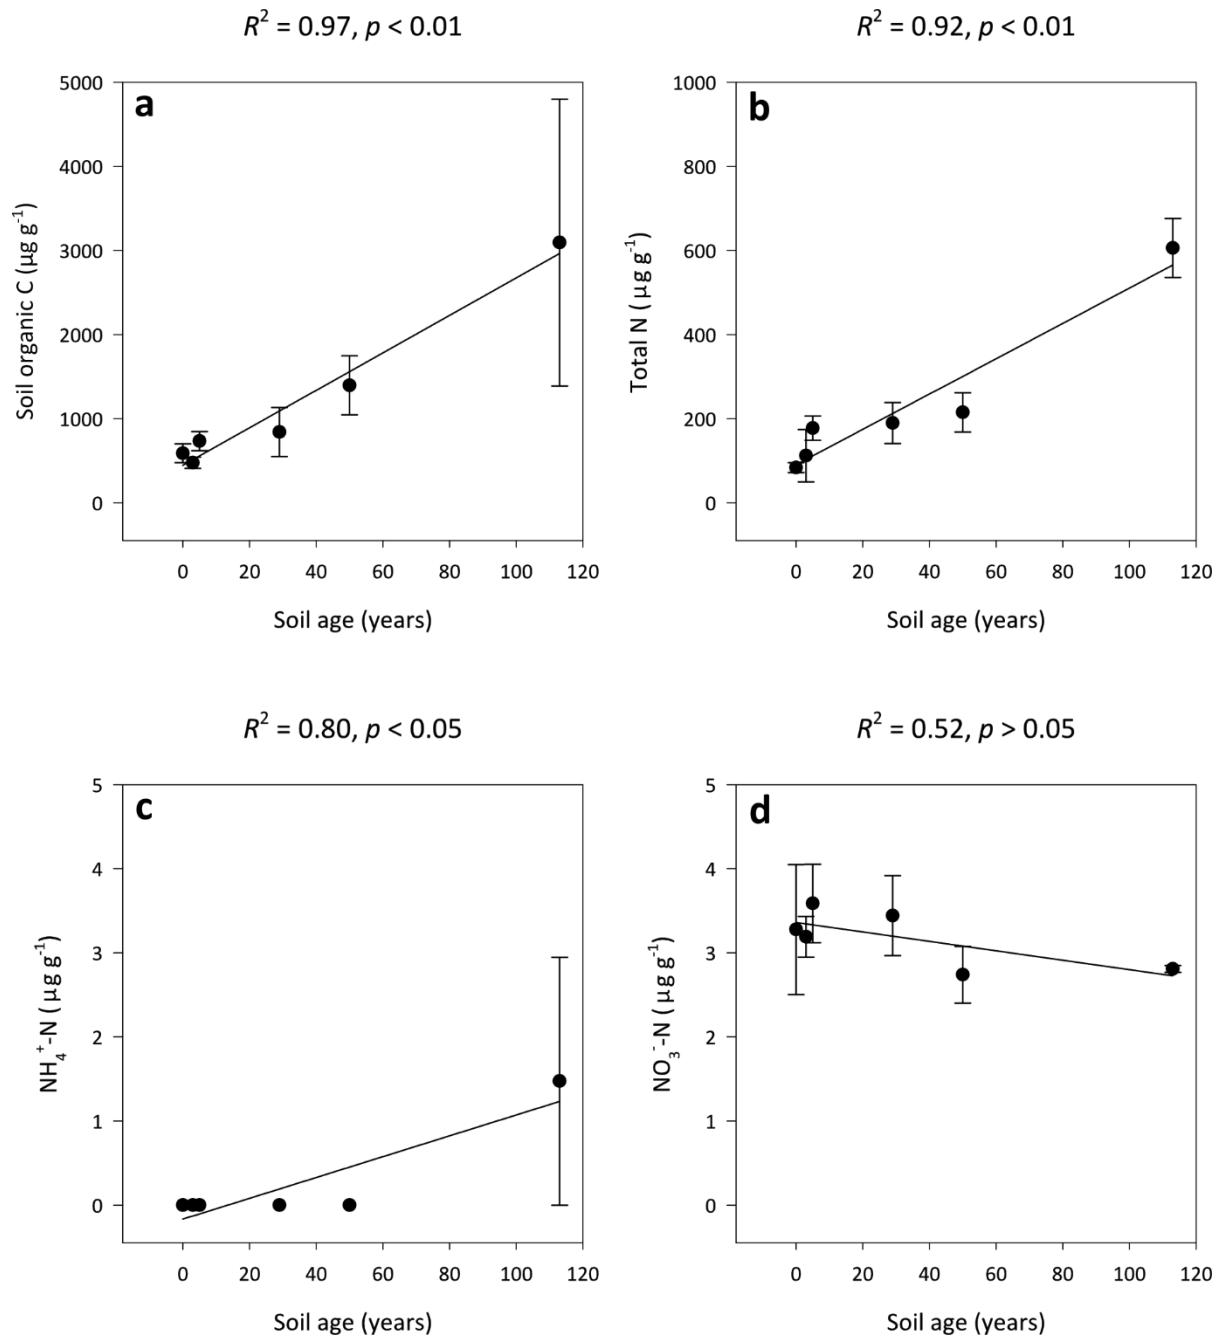 R² = 0.97, p < 0.01
R² = 0.92, p < 0.01
a
5000
4000
3000
2000
1000
0
Soil organic C (µg g⁻¹)
0 20 40 60 80 100 120
Soil age (years)
b
1000
800
600
400
200
0
Total N ( µg g⁻¹)
0 20 40 60 80 100 120
Soil age (years)
R² = 0.80, p < 0.05
R² = 0.52, p > 0.05
c
5
4
3
2
1
0
NH₄⁺-N ( µg g⁻¹)
0 20 40 60 80 100 120
Soil age (years)
d
5
4
3
2
1
0
NO₃⁻-N ( µg g⁻¹)
0 20 40 60 80 100 120
Soil age (years)